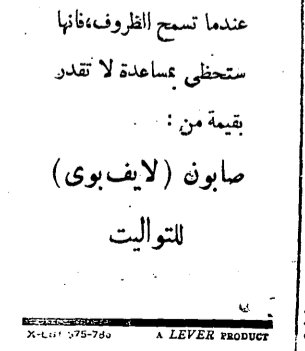 عندما تسمح الظروف، فانها
ستحظى بمساعدة لا تقدر
بقيمة من :
صابون (لايف بوى)
للتواليت
A LEVER PRODUCT